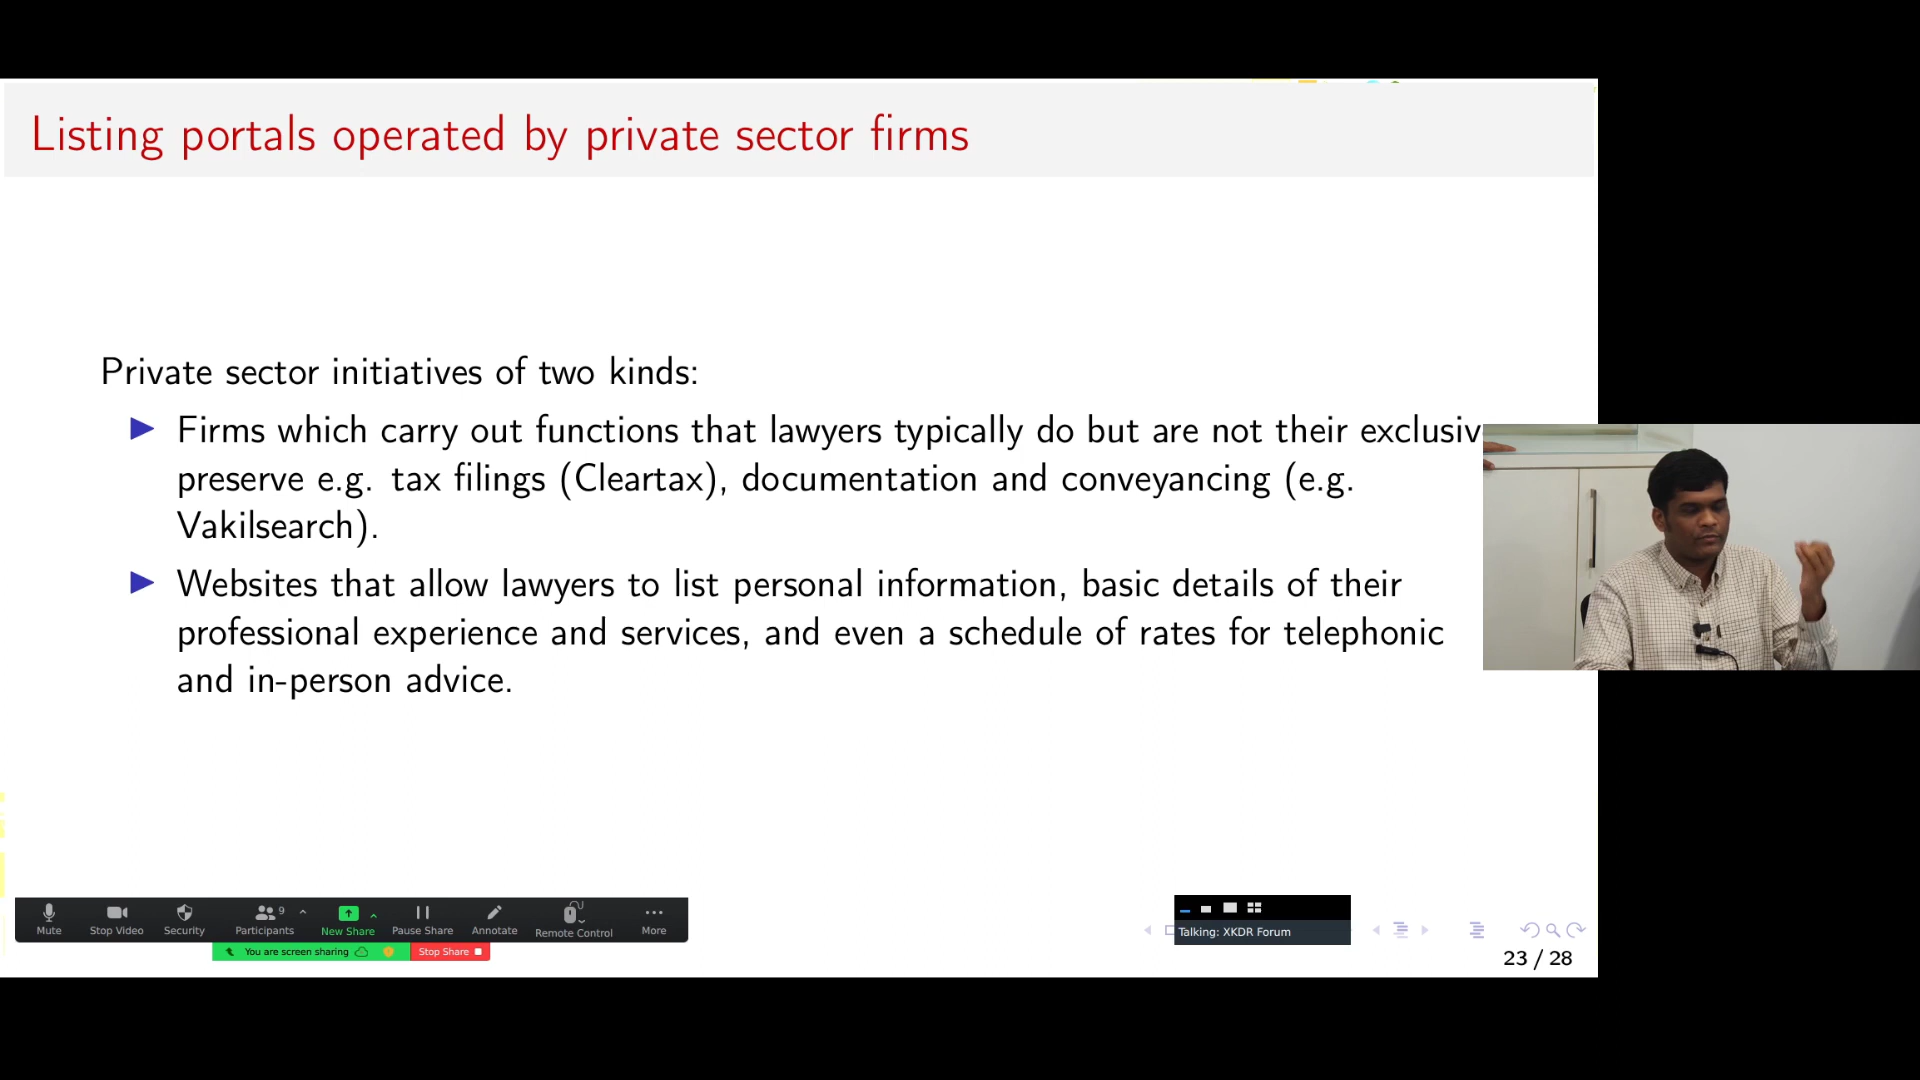 Listing portals operated by private sector firms
Private sector initiatives of two kinds:
Firms which carry out functions that lawyers typically do but are not their exclusiv
preserve e.g. tax filings (Cleartax), documentation and conveyancing (e.g.
Vakilsearch).
Websites that allow lawyers to list personal information, basic details of their
professional experience and services, and even a schedule of rates for telephonic
and in-person advice.
Mute Stop Video Security Participants 9 New Share Pause Share Annotate Remote Control More
You are screen sharing Stop Share
Talking: XKDR Forum
23 / 28